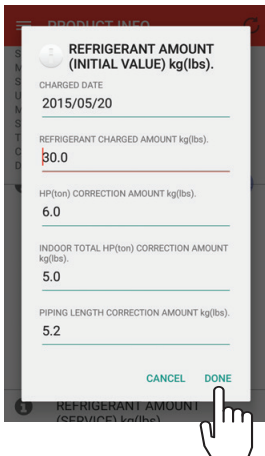 PRODUCT INFO
REFRIGERANT AMOUNT
(INITIAL VALUE) kg(lbs).
CHARGED DATE
2015/05/20
REFRIGERANT CHARGED AMOUNT kg(lbs).
30.0
HP(ton) CORRECTION AMOUNT kg(lbs).
6.0
INDOOR TOTAL HP(ton) CORRECTION AMOUNT
kg(lbs).
5.0
PIPING LENGTH CORRECTION AMOUNT kg(lbs).
5.2
CANCEL DONE
REFRIGERANT AMOUNT
(SERVICE) kg(lbs)